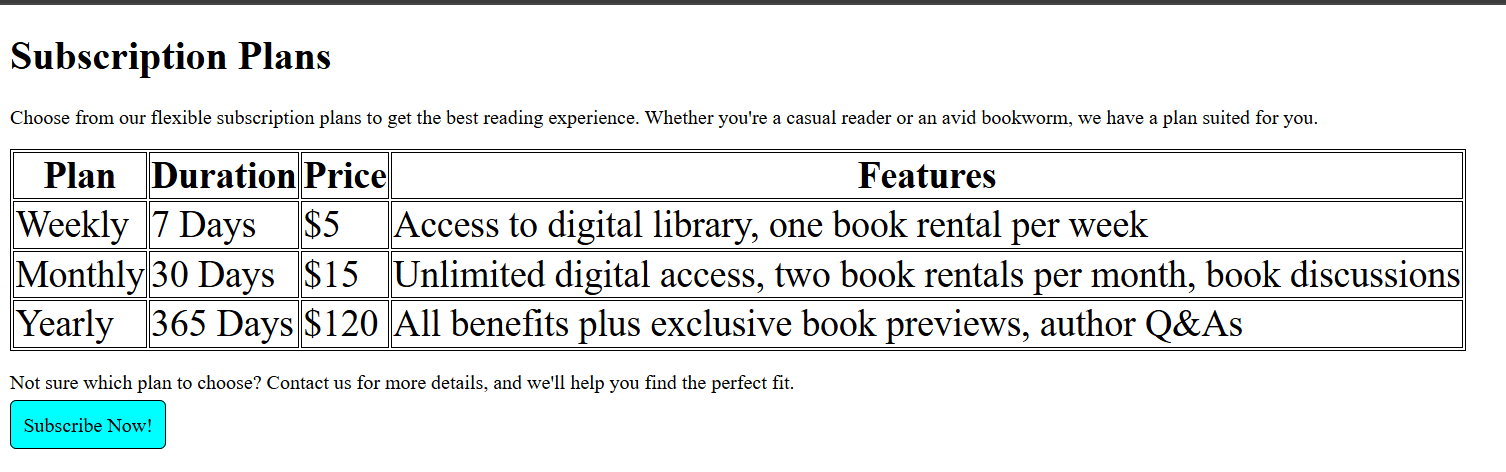 Subscription Plans
Choose from our flexible subscription plans to get the best reading experience. Whether you're a casual reader or an avid bookworm, we have a plan suited for you.
Plan Duration Price Features
Weekly 7 Days $5 Access to digital library, one book rental per week
Monthly 30 Days $15 Unlimited digital access, two book rentals per month, book discussions
Yearly 365 Days $120 All benefits plus exclusive book previews, author Q&As
Not sure which plan to choose? Contact us for more details, and we'll help you find the perfect fit.
Subscribe Now!